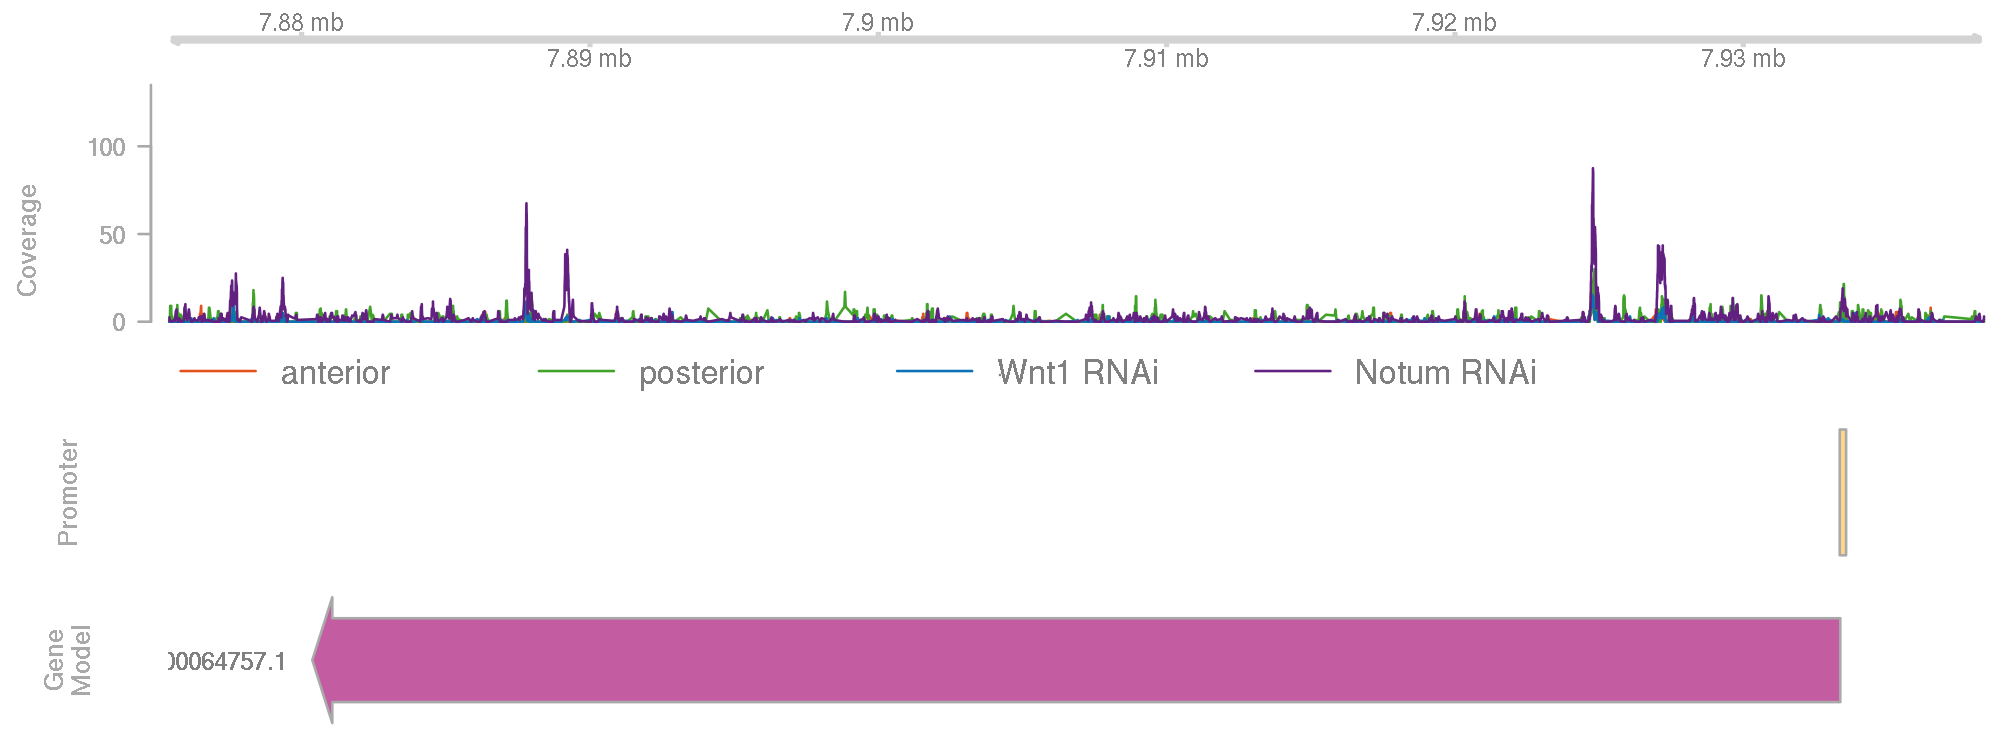 7.88 mb 7.9 mb 7.92 mb
7.89 mb 7.91 mb 7.93 mb
Coverage
100
50
0
anterior posterior Wnt1 RNAi Notum RNAi
Promoter
Gene
Model
00064757.1